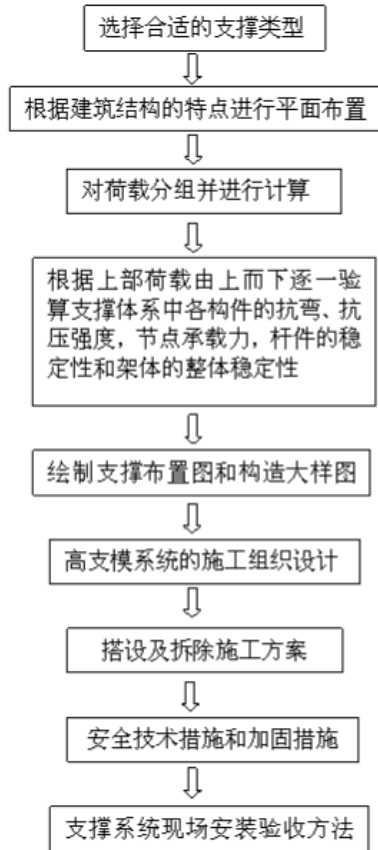 选择合适的支撑类型
根据建筑结构的特点进行平面布置
对荷载分组并进行计算
根据上部荷载由上而下逐一验
算支撑体系中各构件的抗弯、抗
压强度，节点承载力，杆件的稳
定性和架体的整体稳定性
绘制支撑布置图和构造大样图
高支模系统的施工组织设计
搭设及拆除施工方案
安全技术措施和加固措施
支撑系统现场安装验收方法